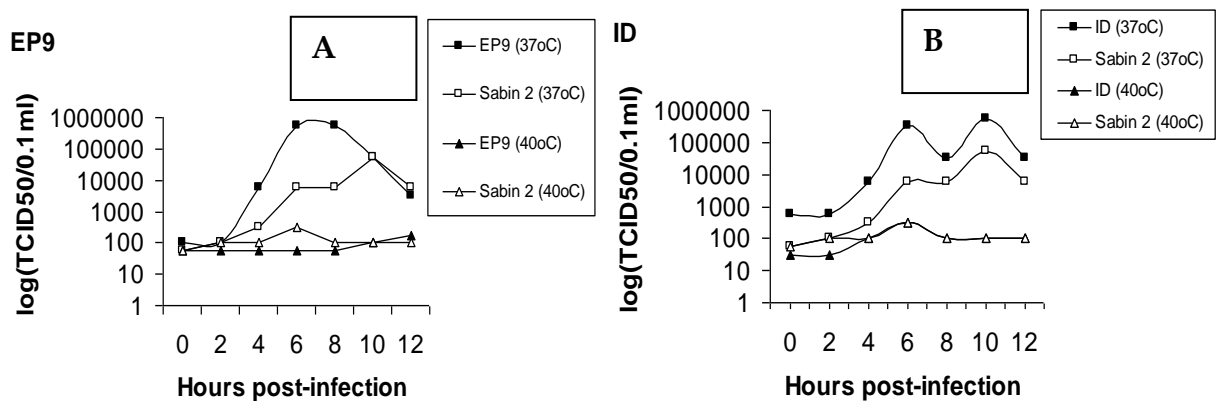 EP9
A
EP9 (37oC)
Sabin 2 (37oC)
EP9 (40oC)
Sabin 2 (40oC)
log(TCID50/0.1ml)
1000000
100000
10000
1000
100
10
1
0 2 4 6 8 10 12
Hours post-infection
ID
B
ID (37oC)
Sabin 2 (37oC)
ID (40oC)
Sabin 2 (40oC)
log(TCID50/0.1ml)
1000000
100000
10000
1000
100
10
1
0 2 4 6 8 10 12
Hours post-infection